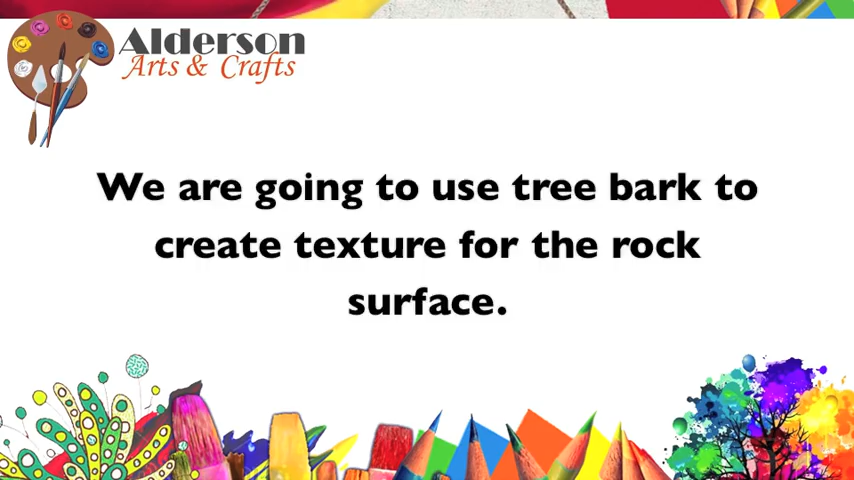 Alderson
Arts & Crafts
We are going to use tree bark to
create texture for the rock
surface.